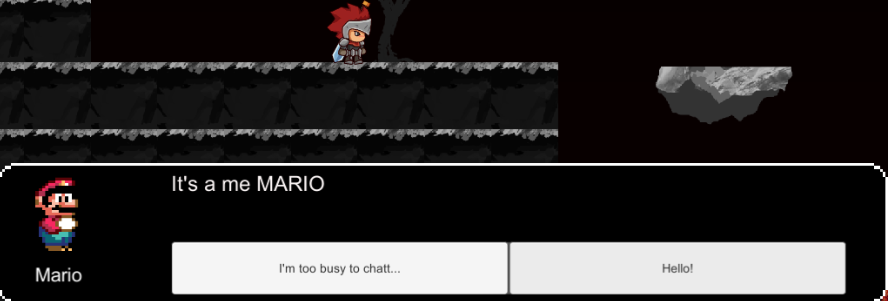 It's a me MARIO
I'm too busy to chatt...
Hello!
Mario